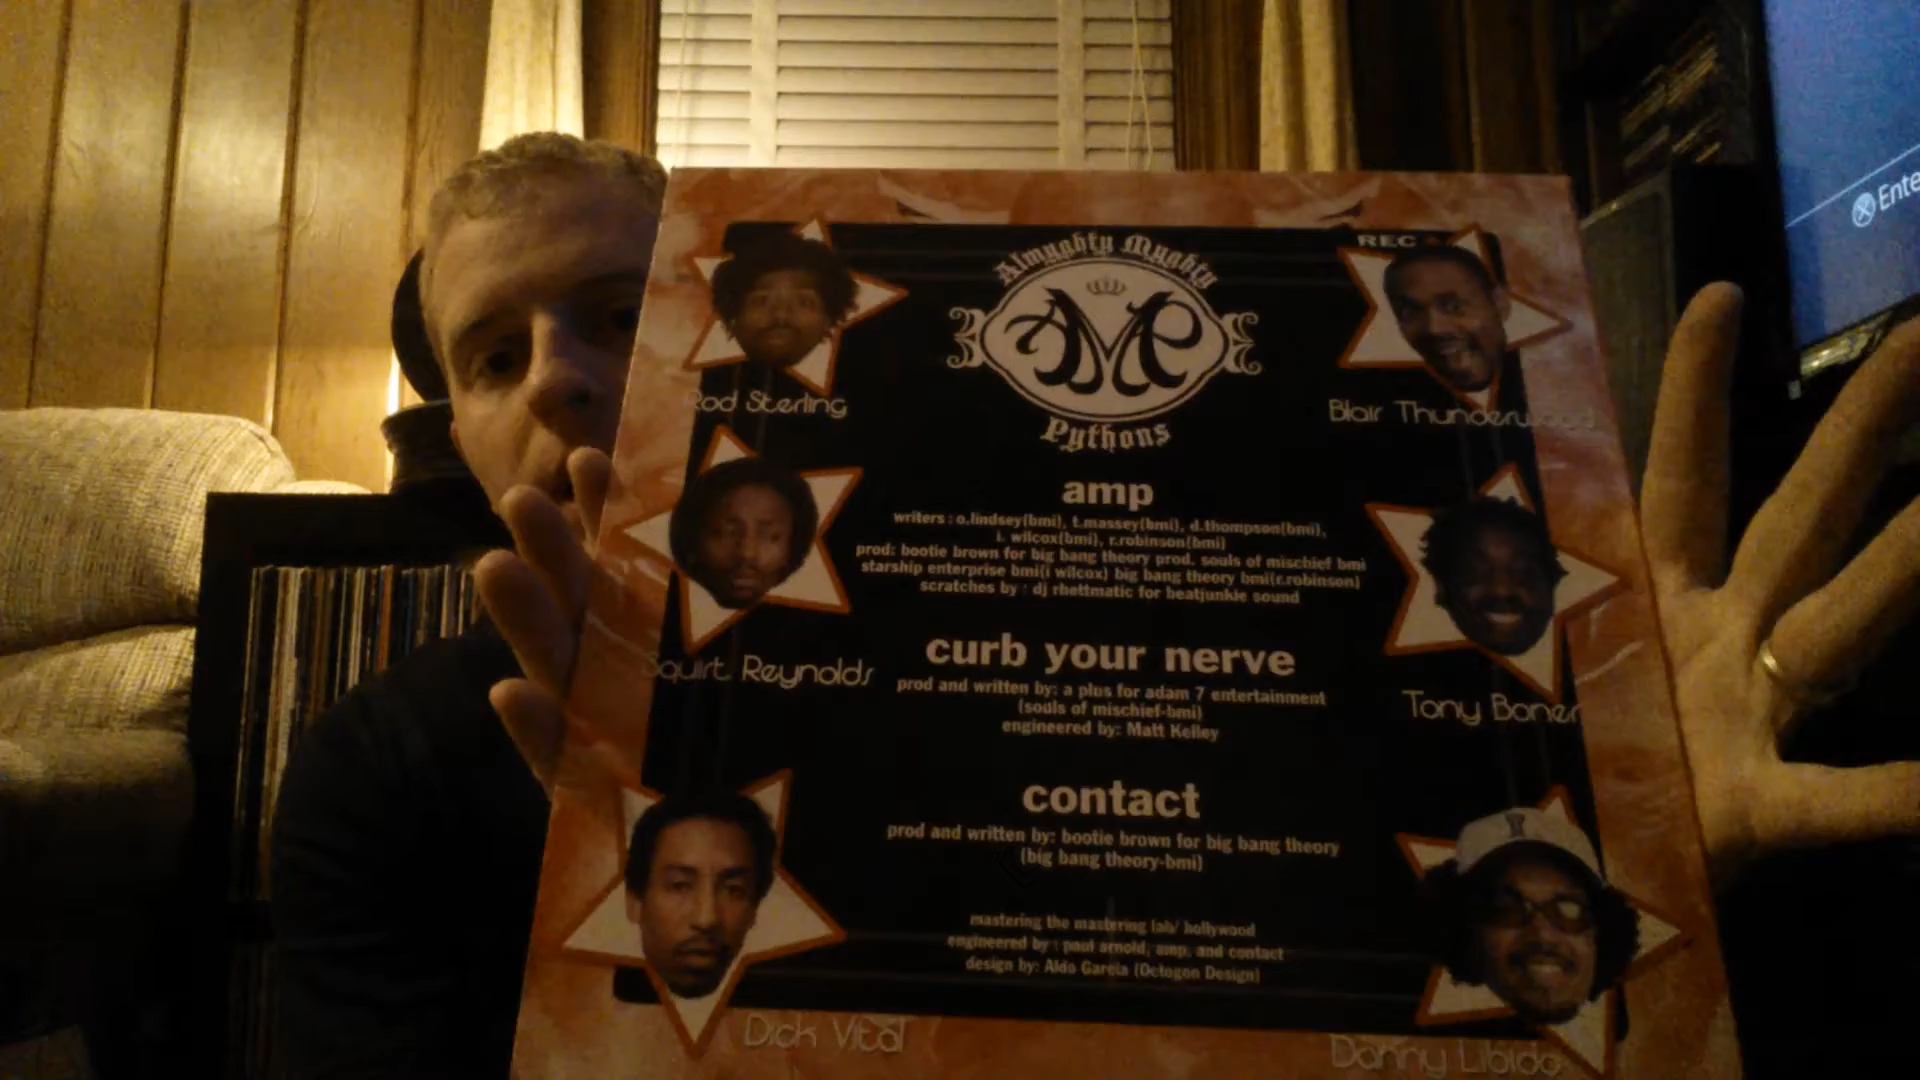 Ente
REC
Almyghty Myghty
AMP
Pythons
Rod Sterling
Blair Thunderwood
amp
writers : o.lindsey(bmi), t.massey(bmi), d.thompson(bmi),
i. wilcox(bmi), r.robinson(bmi)
prod: bootie brown for big bang theory prod. souls of mischief bmi
starship enterprise bmi(i wilcox) big bang theory bmi(r.robinson)
scratches by : dj rhettmatic for beatjunkie sound
Squirt Reynolds
Tony Boner
curb your nerve
prod and written by: a plus for adam 7 entertainment
(souls of mischief-bmi)
engineered by: Matt Kelley
contact
prod and written by: bootie brown for big bang theory
(big bang theory-bmi)
mastering the mastering lab/ hollywood
engineered by : paul arnold, amp, and contact
design by: Aldo Garcia (Octogon Design)
Dick Vital
Danny Libido